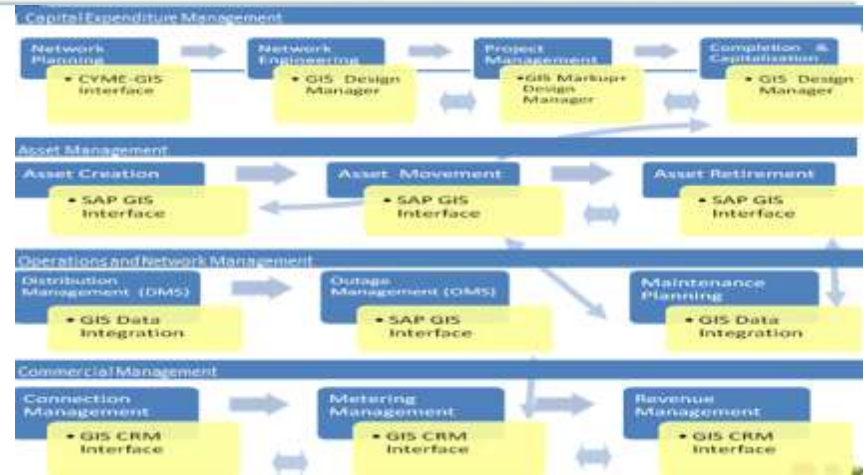 Capital Expenditure Management
Network
Planning
• CYME-GIS
Interface
Network
Engineering
• GIS Design
Manager
Project
Management
•GIS Markup+
Design
Manager
Completion &
Capitalisation
• GIS Design
Manager
Asset Management
Asset Creation
• SAP GIS
Interface
Asset Movement
• SAP GIS
Interface
Asset Retirement
• SAP GIS
Interface
Operations and Network Management
Distribution
Management (DMS)
• GIS Data
Integration
Outage
Management (OMS)
• SAP GIS
Interface
Maintenance
Planning
• GIS Data
Integration
Commercial Management
Connection
Management
• GIS CRM
Interface
Metering
Management
• GIS CRM
Interface
Revenue
Management
• GIS CRM
Interface